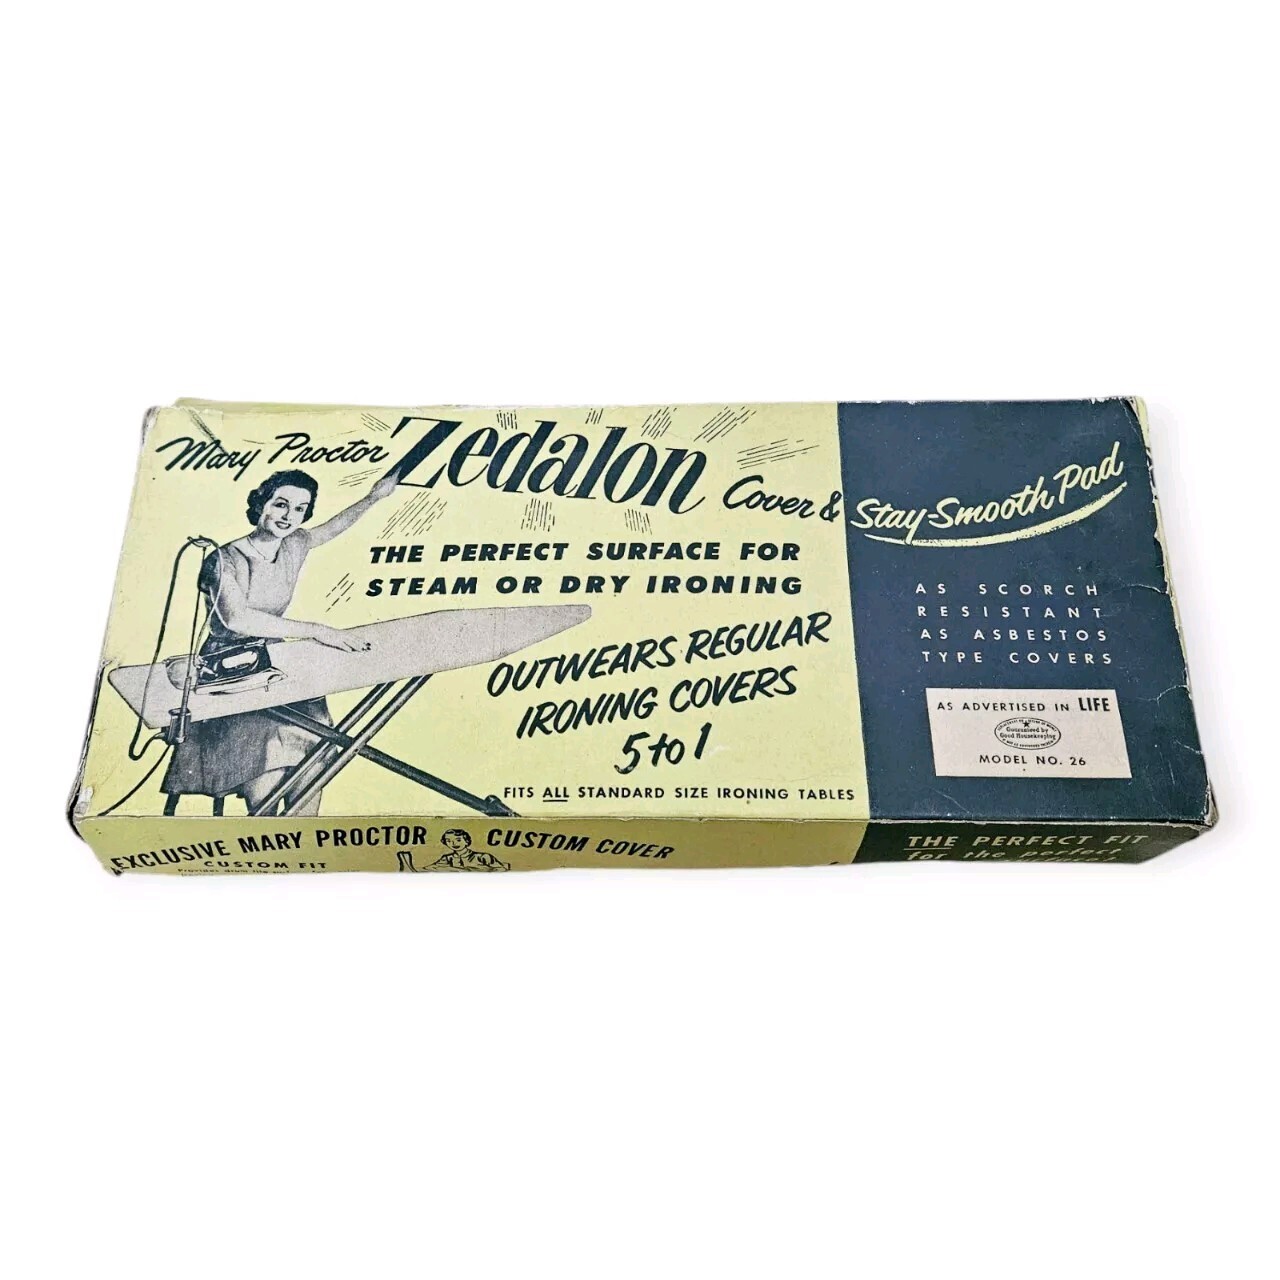 Mary Proctor Zedalon Cover & Stay-Smooth Pad
THE PERFECT SURFACE FOR
STEAM OR DRY IRONING
OUTWEARS REGULAR
IRONING COVERS
5 to 1
FITS ALL STANDARD SIZE IRONING TABLES
AS SCORCH
RESISTANT
AS ASBESTOS
TYPE COVERS
AS ADVERTISED IN LIFE
Guaranteed by
Good Housekeeping
MODEL NO. 26
EXCLUSIVE MARY PROCTOR CUSTOM COVER
CUSTOM FIT
THE PERFECT FIT
for the perfect